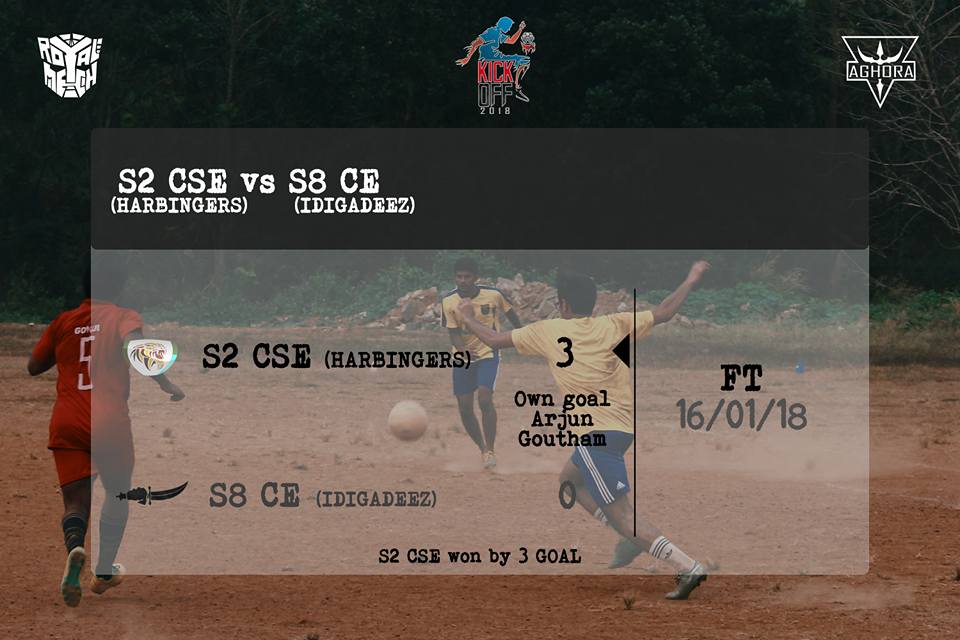 ROYAL MECH
KICK
OFF
2018
AGHORA
S2 CSE vs S8 CE
(HARBINGERS) (IDIGADEEZ)
5
S2 CSE (HARBINGERS) 3
Own goal
Arjun
Goutham
FT
16/01/18
S8 CE (IDIGADEEZ) 0
S2 CSE won by 3 GOAL